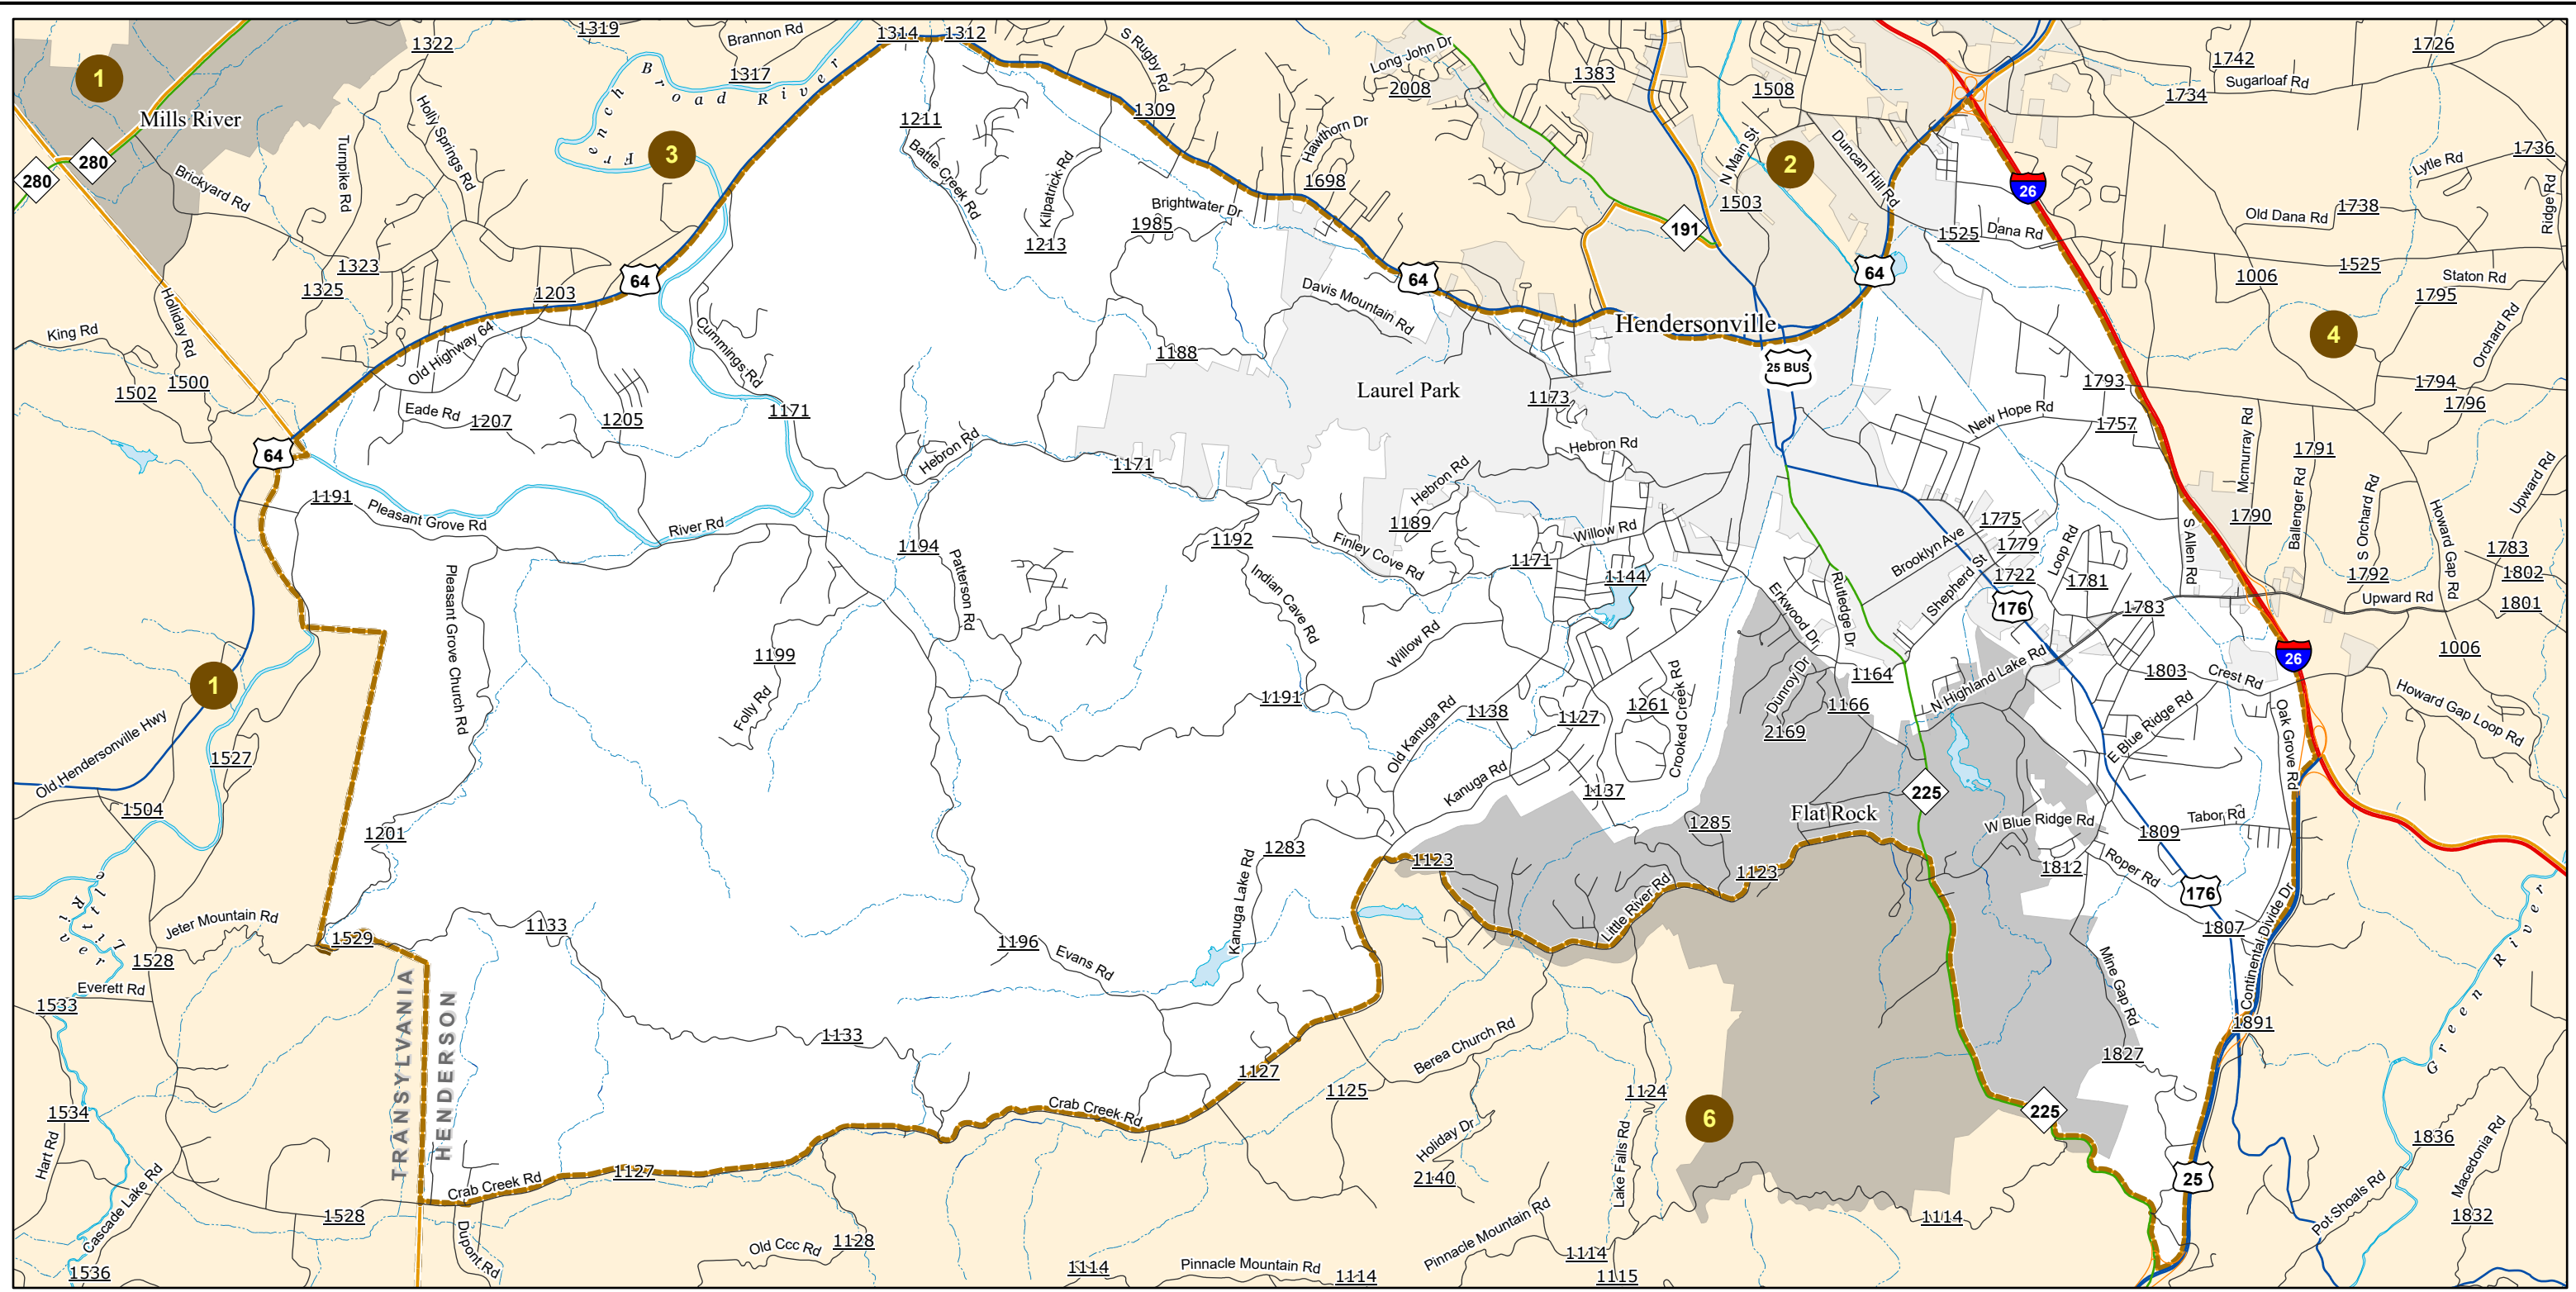 1319
1322
Brannon Rd
1314
1312
S Rugby Rd
Long John Dr
1383
1742
1726
1
1317
French Broad River
2008
1508
1734
Sugarloaf Rd
Mills River
Holly Springs Rd
1211
1309
Hawthorn Dr
N Main St
2
Duncan Hill Rd
280
280
Turnpike Rd
3
Battle Creek Rd
Kilpatrick Rd
1698
26
Lytle Rd
1736
Brickyard Rd
Brightwater Dr
1503
Old Dana Rd
1738
Ridge Rd
1985
191
1525
Dana Rd
1213
1323
1325
1203
64
64
64
1006
1525
Staton Rd
1795
Holiday Rd
Davis Mountain Rd
Hendersonville
Orchard Rd
King Rd
Old Highway 64
Cummings Rd
1188
25 BUS
4
1502
1500
Laurel Park
1173
1793
1794
1796
Eade Rd
1207
1205
1171
New Hope Rd
1757
Mcmurray Rd
64
Hebron Rd
1171
Hebron Rd
Hebron Rd
1791
Ballenger Rd
Upward Rd
1191
Pleasant Grove Rd
River Rd
1189
1775
1790
S Orchard Rd
Howard Gap Rd
1194
1192
Finley Cove Rd
Willow Rd
1171
Brooklyn Ave
1779
Loop Rd
S Allen Rd
1783
Pleasant Grove Church Rd
Patterson Rd
Indian Cave Rd
1144
Erkwood Dr
Rutledge Dr
Shepherd St
1722
1781
1792
1802
176
1783
Upward Rd
1801
Willow Rd
1199
1006
26
1
Folly Rd
1191
Crooked Creek Rd
Dunroy Dr
1164
N Highland Lake Rd
1803
Crest Rd
Howard Gap Loop Rd
Old Kanuga Rd
1138
1127
1261
1166
2169
E Blue Ridge Rd
Oak Grove Rd
Old Hendersonville Hwy
1527
Kanuga Rd
1137
225
1504
1201
Kanuga Lake Rd
1283
1285
Flat Rock
W Blue Ridge Rd
1809
Tabor Rd
1123
1123
1812
Roper Rd
Little River
Jeter Mountain Rd
1529
1133
Little River Rd
176
1528
1196
Evans Rd
1807
Continental Divide Dr
Everett Rd
1533
TRANSYLVANIA
HENDERSON
Mine Gap Rd
Green River
1133
1891
Berea Church Rd
1127
1125
1124
1827
1534
Crab Creek Rd
6
225
Hart Rd
Holiday Dr
Lake Falls Rd
1836
Macedonia Rd
Cascade Lake Rd
Crab Creek Rd
1127
2140
25
Pot Shoals Rd
1528
Dupont Rd
Old Ccc Rd
1128
Pinnacle Mountain Rd
1114
1832
1114
1536
1114
Pinnacle Mountain Rd
1114
1115